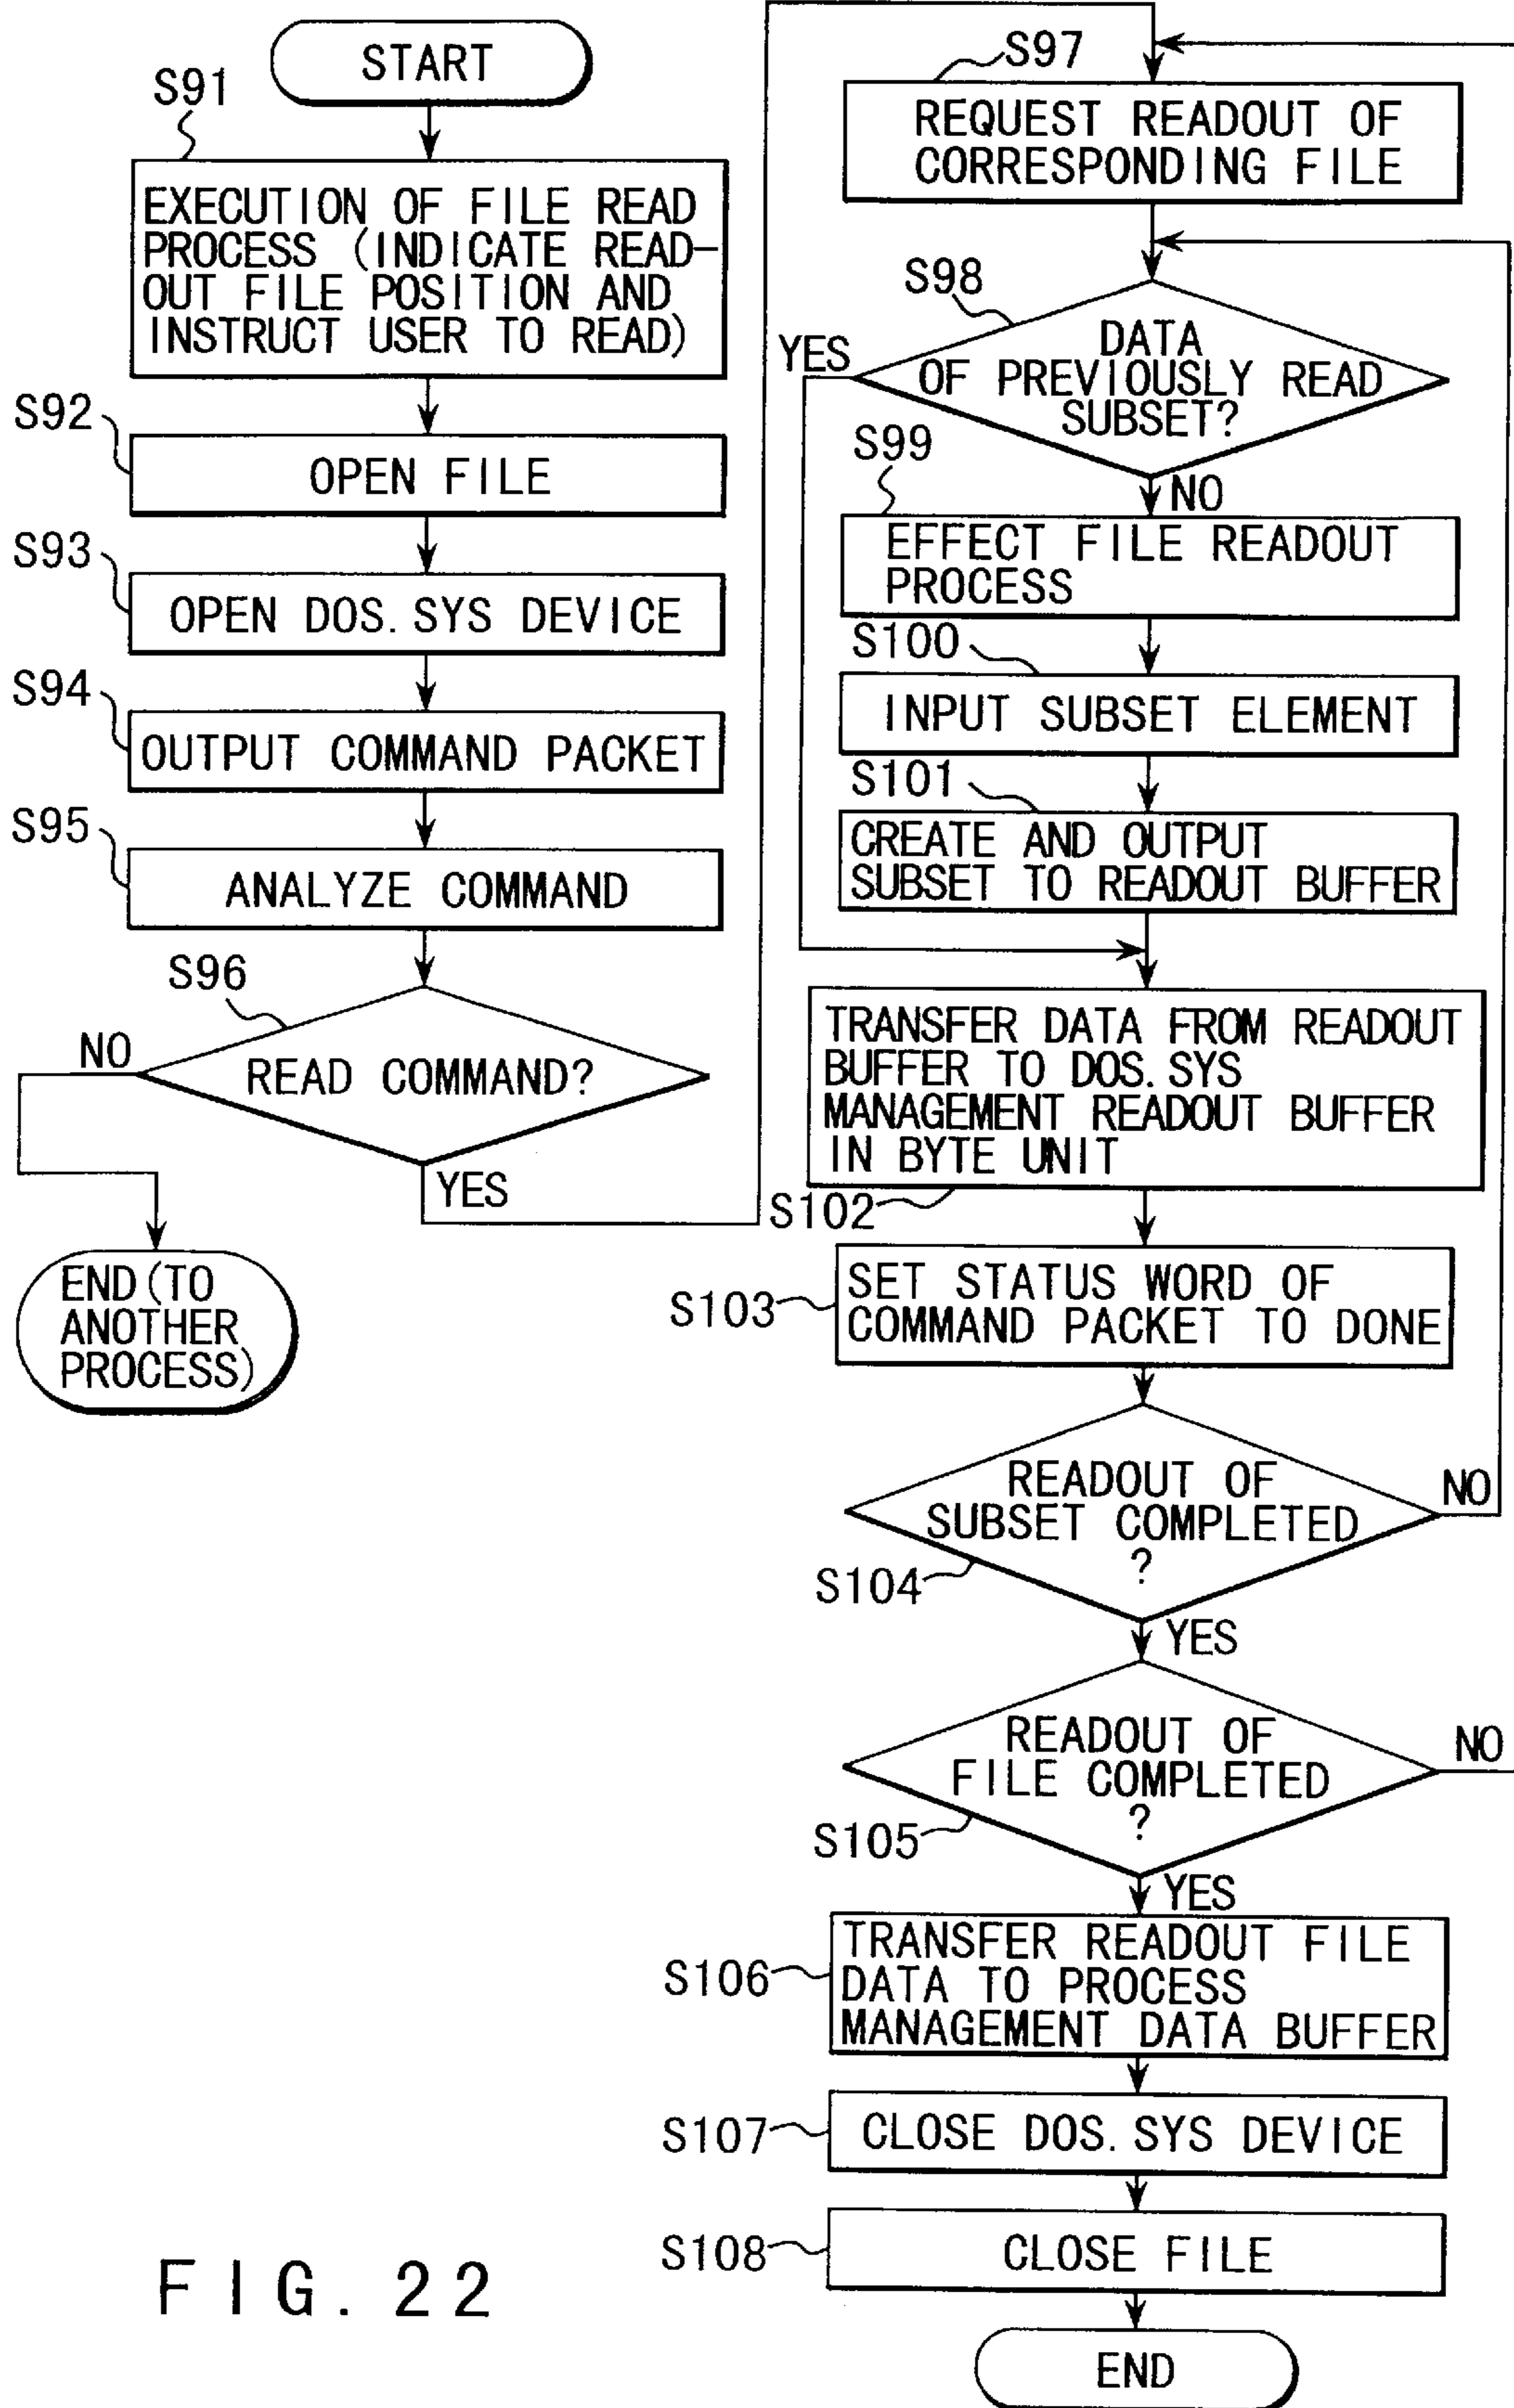 START
S91
EXECUTION OF FILE READ
PROCESS (INDICATE READ-
OUT FILE POSITION AND
INSTRUCT USER TO READ)
S92
OPEN FILE
S93
OPEN DOS.SYS DEVICE
S94
OUTPUT COMMAND PACKET
S95
ANALYZE COMMAND
S96
READ COMMAND?
NO
YES
END (TO
ANOTHER
PROCESS)
S97
REQUEST READOUT OF
CORRESPONDING FILE
S98
DATA
OF PREVIOUSLY READ
SUBSET?
YES
NO
S99
EFFECT FILE READOUT
PROCESS
S100
INPUT SUBSET ELEMENT
S101
CREATE AND OUTPUT
SUBSET TO READOUT BUFFER
TRANSFER DATA FROM READOUT
BUFFER TO DOS.SYS
MANAGEMENT READOUT BUFFER
IN BYTE UNIT
S102
SET STATUS WORD OF
COMMAND PACKET TO DONE
S103
READOUT OF
SUBSET COMPLETED
?
NO
S104
YES
READOUT OF
FILE COMPLETED
?
NO
S105
YES
TRANSFER READOUT FILE
DATA TO PROCESS
MANAGEMENT DATA BUFFER
S106
S107
CLOSE DOS.SYS DEVICE
S108
CLOSE FILE
END
FIG. 22